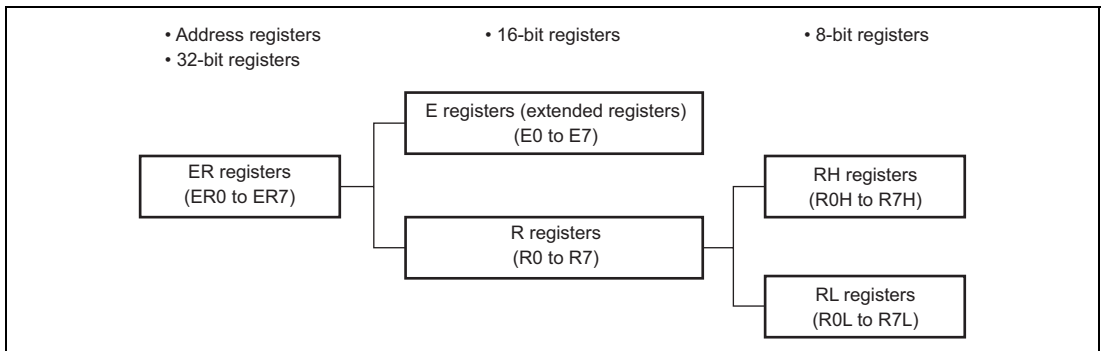 • Address registers
• 32-bit registers
• 16-bit registers
• 8-bit registers
E registers (extended registers)
(E0 to E7)
ER registers
(ER0 to ER7)
RH registers
(R0H to R7H)
R registers
(R0 to R7)
RL registers
(R0L to R7L)